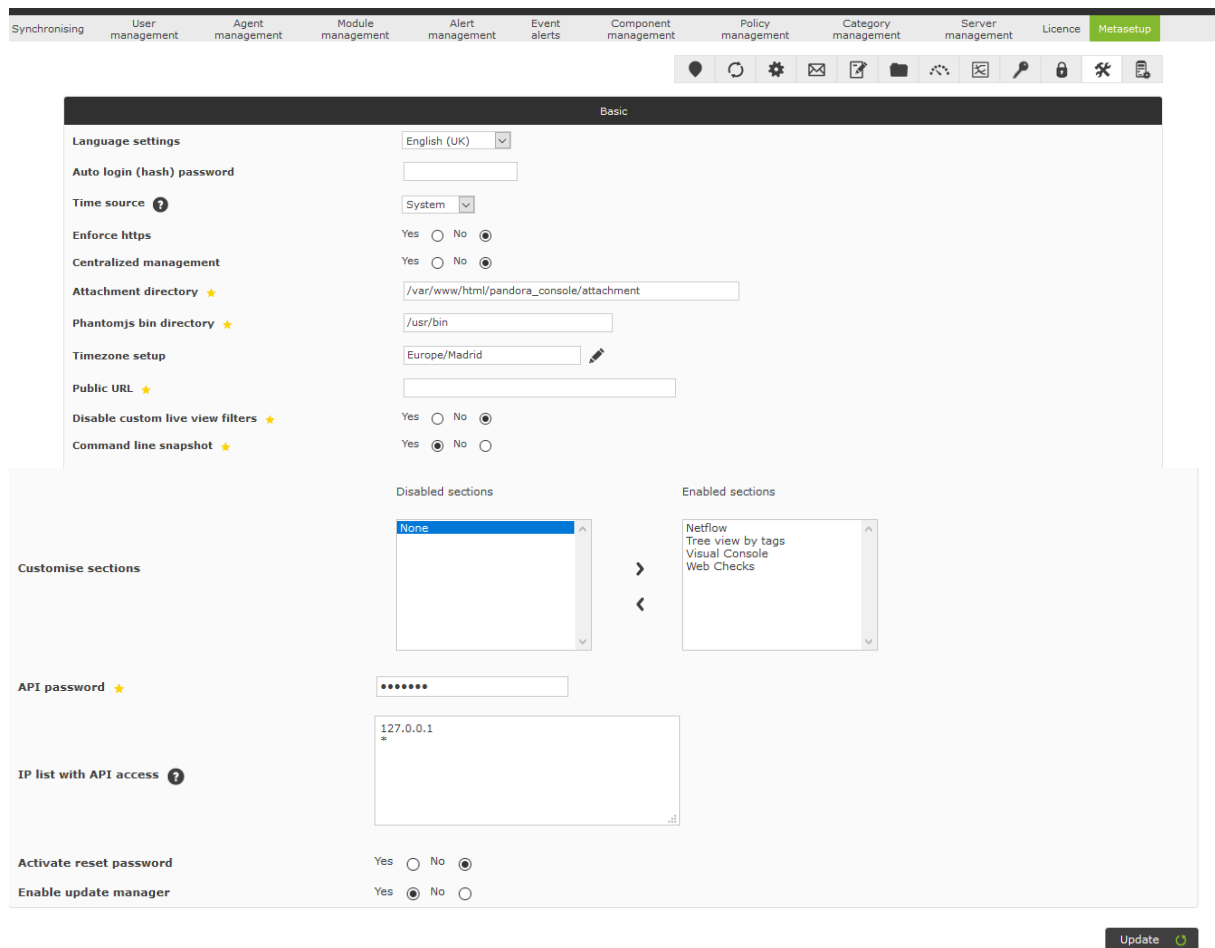 Synchronising User management Agent management Module management Alert management Event alerts Component management Policy management Category management Server management Licence Metasetup
Basic
Language settings English (UK)
Auto login (hash) password
Time source ? System
Enforce https Yes No
Centralized management Yes No
Attachment directory /var/www/html/pandora_console/attachment
Phantomjs bin directory /usr/bin
Timezone setup Europe/Madrid
Public URL
Disable custom live view filters Yes No
Command line snapshot Yes No
Disabled sections Enabled sections
None Netflow
Tree view by tags
Visual Console
Customise sections Web Checks
API password •••••••
127.0.0.1
*
IP list with API access ?
Activate reset password Yes No
Enable update manager Yes No
Update